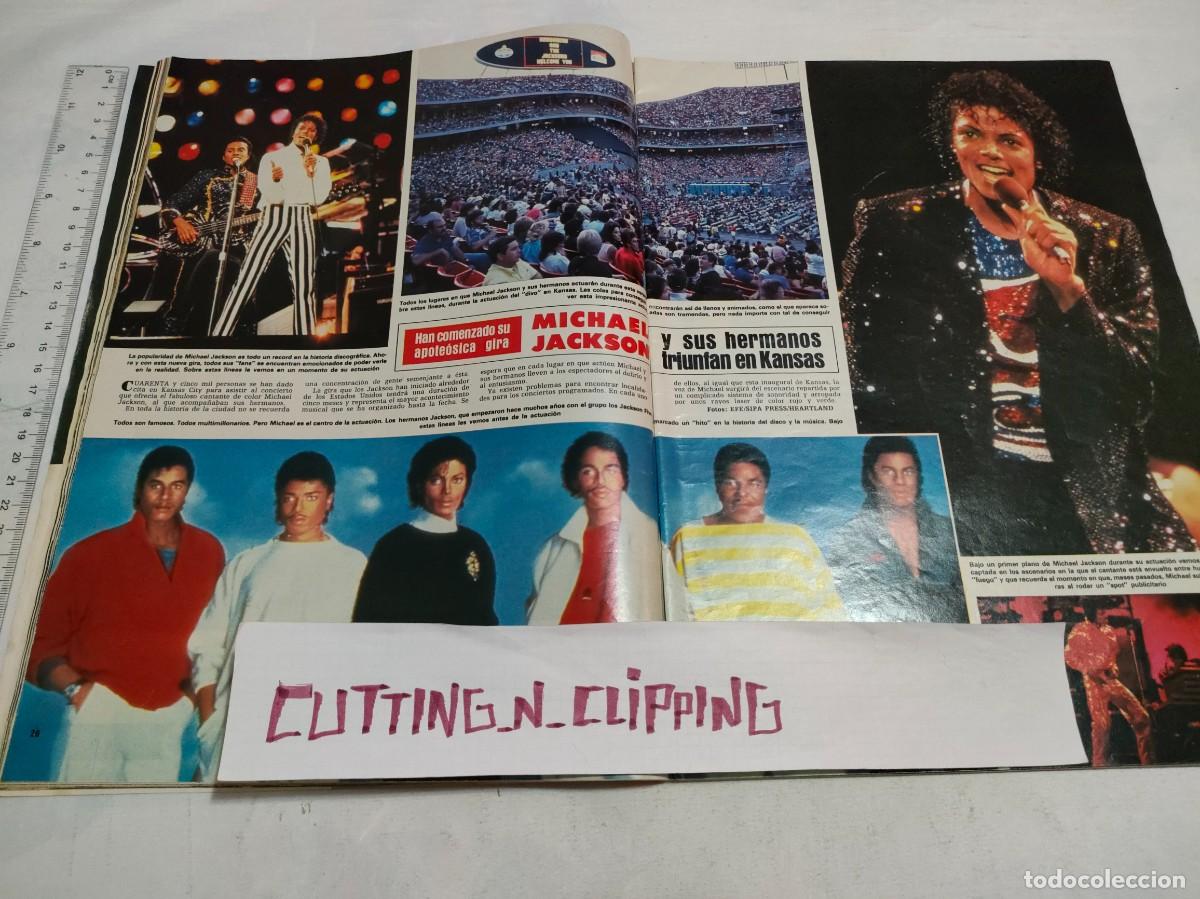 THE
JACKSONS
WELCOME YOU
La popularidad de Michael Jackson es todo un record en la historia discográfica. Aho-
ra y con esta nueva gira, todos sus "fans" se encuentran emocionados de poder verle
en la realidad. Sobre estas líneas le vemos en un momento de su actuación
Todos los lugares en que Michael Jackson y sus hermanos actuarán durante esta
bre estas líneas, durante la actuación del "divo" en Kansas. Las colas para
ver esta impresionante
encontrarán así de llenos y animados, como el que aparece so-
adas son tremendas, pero nada importa con tal de conseguir
Han comenzado su
apoteósica gira
MICHAEL
JACKSON
y sus hermanos
triunfan en Kansas
CUARENTA y cinco mil personas se han dado
cita en Kansas City para asistir al concierto
que ofrecía el fabuloso cantante de color Michael
Jackson, al que acompañaban sus hermanos.
En toda la historia de la ciudad no se recuerda
una concentración de gente semejante a ésta.
La gira que los Jackson han iniciado alrededor
de los Estados Unidos tendrá una duración de
cinco meses y representa el mayor acontecimiento
musical que se ha organizado hasta la fecha. Se
espera que en cada lugar en que actúen Michael y
sus hermanos lleven a los espectadores al delirio y
al entusiasmo.
Ya existen problemas para encontrar localida-
des para los conciertos programados. En cada uno
de ellos, al igual que esta inaugural de Kansas, la
voz de Michael surgirá del escenario repartida por
un complicado sistema de sonoridad y arropada
por unos rayos laser de color rojo y verde.
Fotos: EFE/SIPA PRESS/HEARTLAND
Todos son famosos. Todos multimillonarios. Pero Michael es el centro de la actuación. Los hermanos Jackson, que empezaron hace muchos años con el grupo los Jackson
estas líneas les vemos antes de la actuación
marcado un "hito" en la historia del disco y la música. Bajo
Bajo un primer plano de Michael Jackson durante su actuación vemos
captada en los escenarios en la que el cantante está envuelto entre hu
"fuego" y que recuerda el momento en que, meses pasados, Michael
ras al rodar un "spot" publicitario
26
CUTTING_N_CLIPPING
todocoleccion